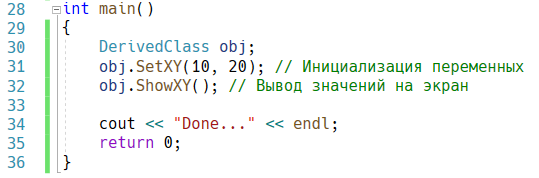 28 int main()
29 {
30 DerivedClass obj;
31 obj.SetXY(10, 20); // Инициализация переменных
32 obj.ShowXY(); // Вывод значений на экран
33
34 cout << "Done..." << endl;
35 return 0;
36 }